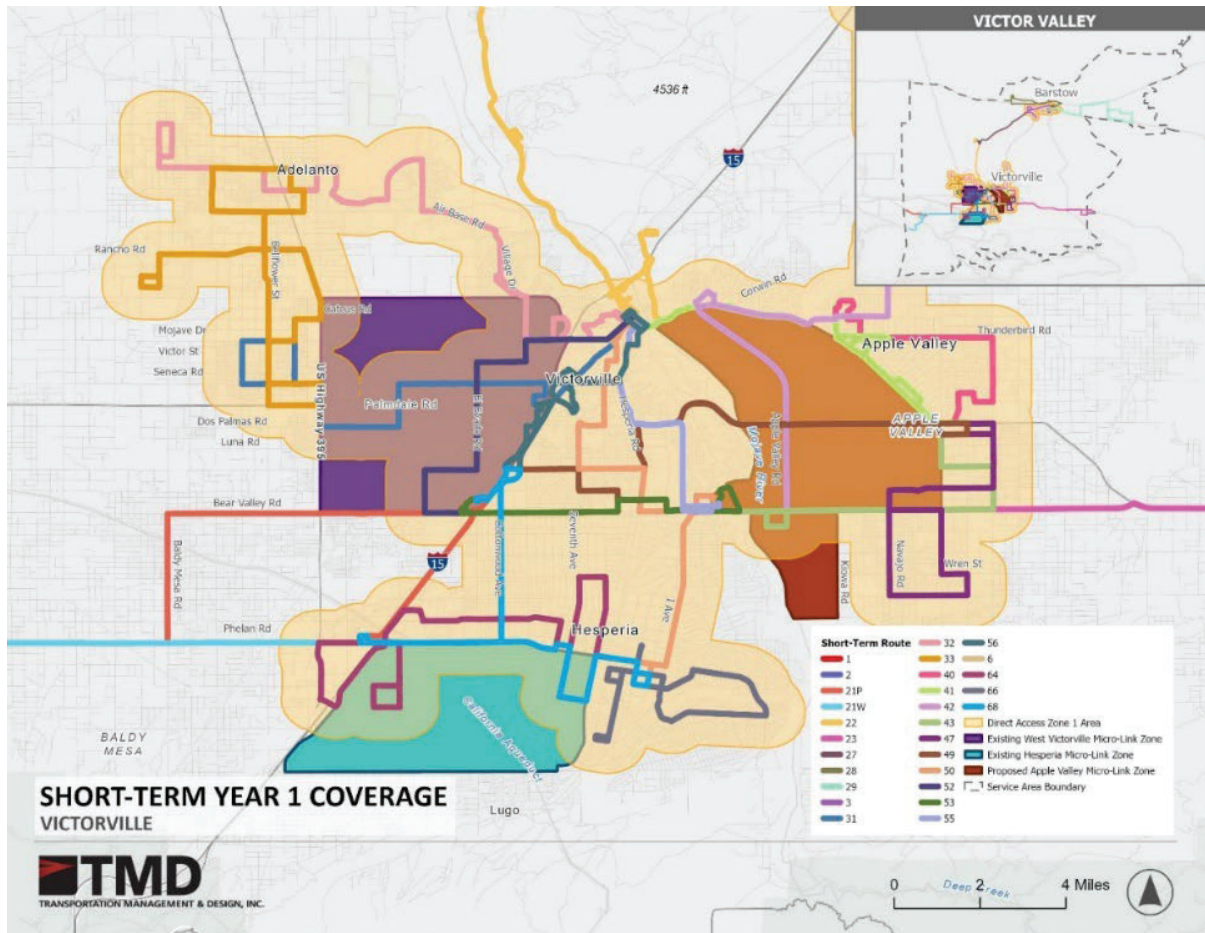 VICTOR VALLEY
Barstow
Victorville
4536 ft
15
Adelanto
Air Base Rd
Village Dr
Rancho Rd
Bellflower St
Corwin Rd
Mojave Dr
Victor St
Seneca Rd
Thunderbird Rd
Apple Valley
US Highway 395
Victorville
Palmdale Rd
El Evado Rd
Hesperia Rd
Dos Palmas Rd
Luna Rd
APPLE
VALLEY
Mojave River
Apple Valley Rd
Bear Valley Rd
15
Baldy Mesa Rd
Seventh Ave
I Ave
Kiowa Rd
Navajo Rd
Wren St
Phelan Rd
Hesperia
BALDY
MESA
California Aqueduct
Lugo
Short-Term Route
1
2
21P
21W
22
23
27
28
29
3
31
32
33
40
41
42
43
47
49
50
52
53
55
56
6
64
66
68
Direct Access Zone 1 Area
Existing West Victorville Micro-Link Zone
Existing Hesperia Micro-Link Zone
Proposed Apple Valley Micro-Link Zone
Service Area Boundary
SHORT-TERM YEAR 1 COVERAGE
VICTORVILLE
TMD
TRANSPORTATION MANAGEMENT & DESIGN, INC.
0 2 4 Miles
Deep Creek